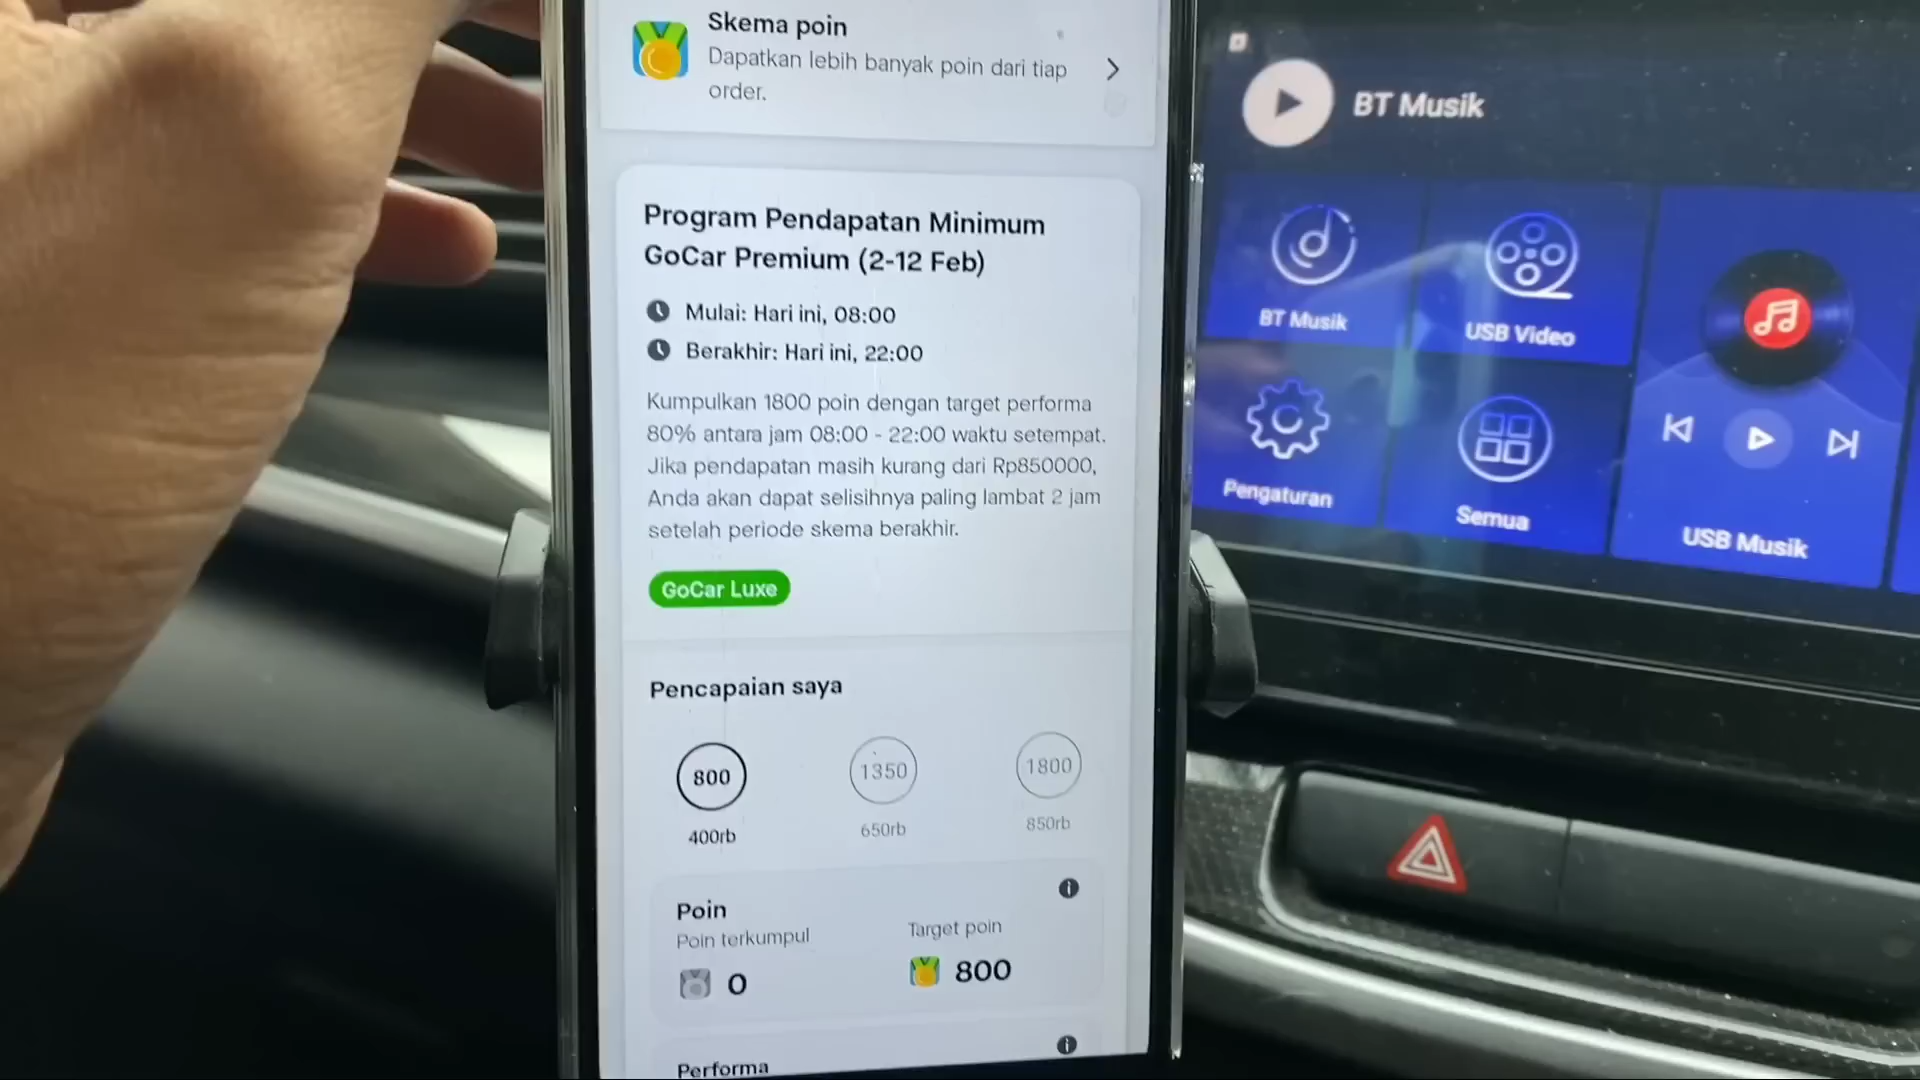 Skema poin
Dapatkan lebih banyak poin dari tiap
order.
Program Pendapatan Minimum
GoCar Premium (2-12 Feb)
Mulai: Hari ini, 08:00
Berakhir: Hari ini, 22:00
Kumpulkan 1800 poin dengan target performa
80% antara jam 08:00 - 22:00 waktu setempat.
Jika pendapatan masih kurang dari Rp850000,
Anda akan dapat selisihnya paling lambat 2 jam
setelah periode skema berakhir.
GoCar Luxe
Pencapaian saya
800 1350 1800
400rb 650rb 850rb
Poin
Poin terkumpul Target poin
0 800
Performa
BT Musik
BT Musik
USB Video
Pengaturan
Semua
USB Musik